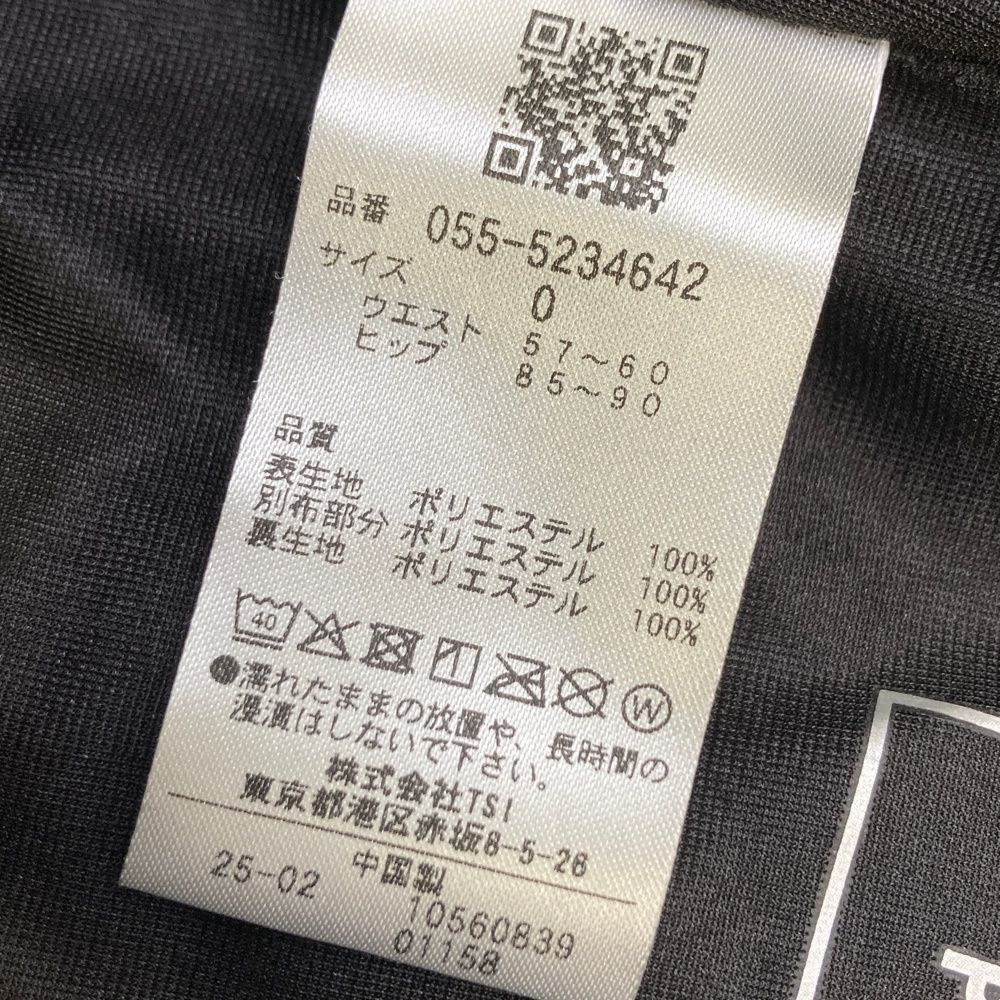 品番 055-5234642
サイズ 0
ウエスト 57～60
ヒップ 85～90
品質
表生地 ポリエステル 100%
別布部分 ポリエステル 100%
裏生地 ポリエステル 100%
40
W
●濡れたままの放置や、長時間の
浸漬はしないで下さい。
株式会社TSI
東京都港区赤坂8-5-26
中国製
25-02 10560839
01158